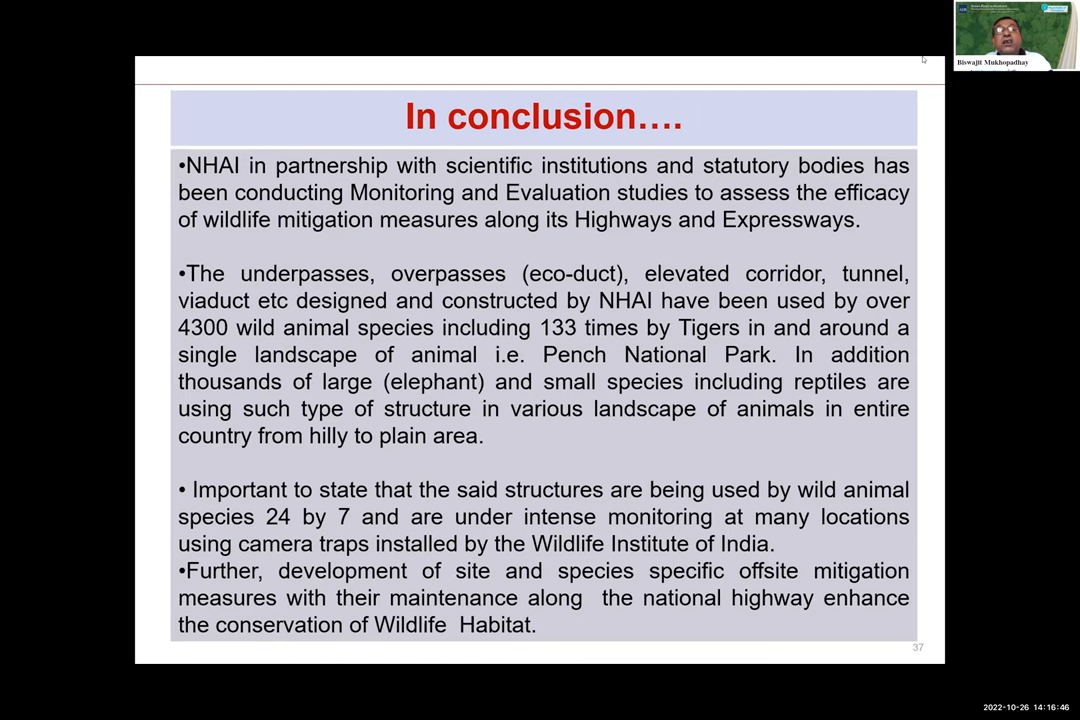 Biswajit Mukhopadhay
In conclusion....
•NHAI in partnership with scientific institutions and statutory bodies has
been conducting Monitoring and Evaluation studies to assess the efficacy
of wildlife mitigation measures along its Highways and Expressways.
•The underpasses, overpasses (eco-duct), elevated corridor, tunnel,
viaduct etc designed and constructed by NHAI have been used by over
4300 wild animal species including 133 times by Tigers in and around a
single landscape of animal i.e. Pench National Park. In addition
thousands of large (elephant) and small species including reptiles are
using such type of structure in various landscape of animals in entire
country from hilly to plain area.
• Important to state that the said structures are being used by wild animal
species 24 by 7 and are under intense monitoring at many locations
using camera traps installed by the Wildlife Institute of India.
•Further, development of site and species specific offsite mitigation
measures with their maintenance along the national highway enhance
the conservation of Wildlife Habitat.
37
2022-10-26 14:16:46